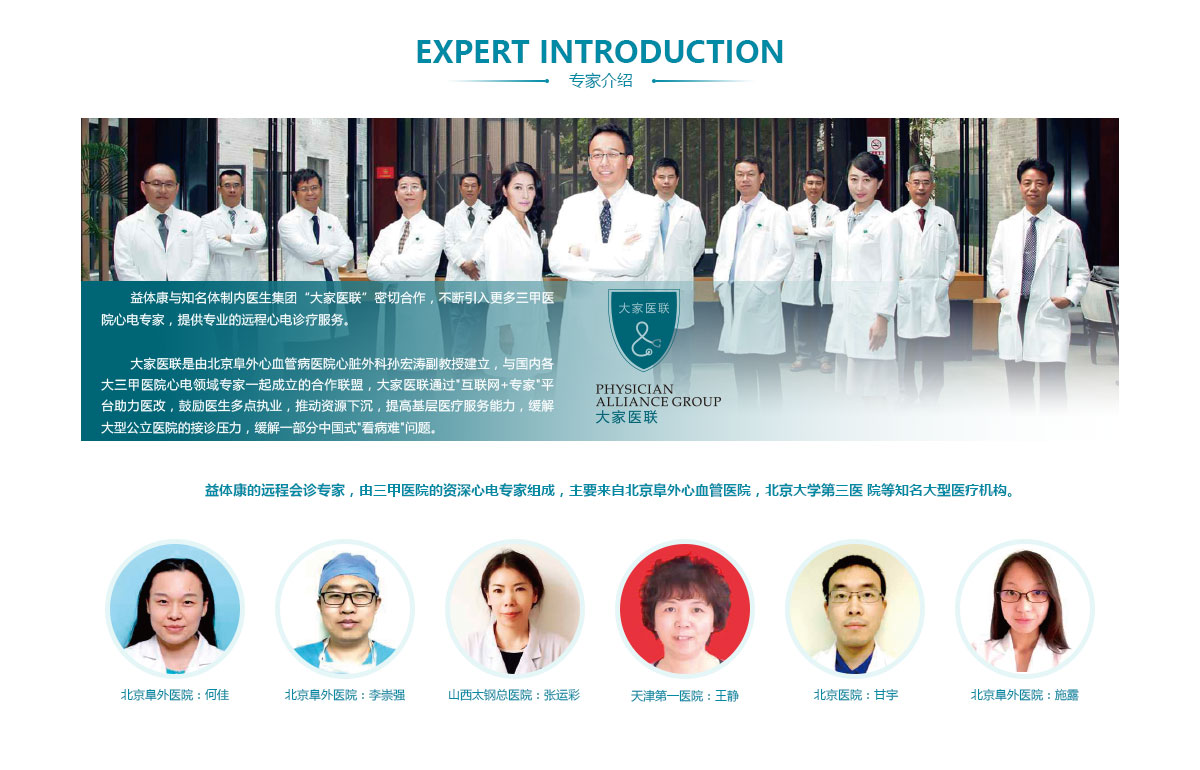 EXPERT INTRODUCTION
专家介绍
益体康与知名体制内医生集团“大家医联”密切合作，不断引入更多三甲医
院心电专家，提供专业的远程心电诊疗服务。
大家医联是由北京阜外心血管病医院心脏外科孙宏涛副教授建立，与国内各
大三甲医院心电领域专家一起成立的合作联盟，大家医联通过"互联网+专家"平
台助力医改，鼓励医生多点执业，推动资源下沉，提高基层医疗服务能力，缓解
大型公立医院的接诊压力，缓解一部分中国式"看病难"问题。
大家医联
PHYSICIAN
ALLIANCE GROUP
大家医联
益体康的远程会诊专家，由三甲医院的资深心电专家组成，主要来自北京阜外心血管医院，北京大学第三医 院等知名大型医疗机构。
北京阜外医院：何佳
北京阜外医院：李崇强
山西太钢总医院：张运彩
天津第一医院：王静
北京医院：甘宇
北京阜外医院：施露